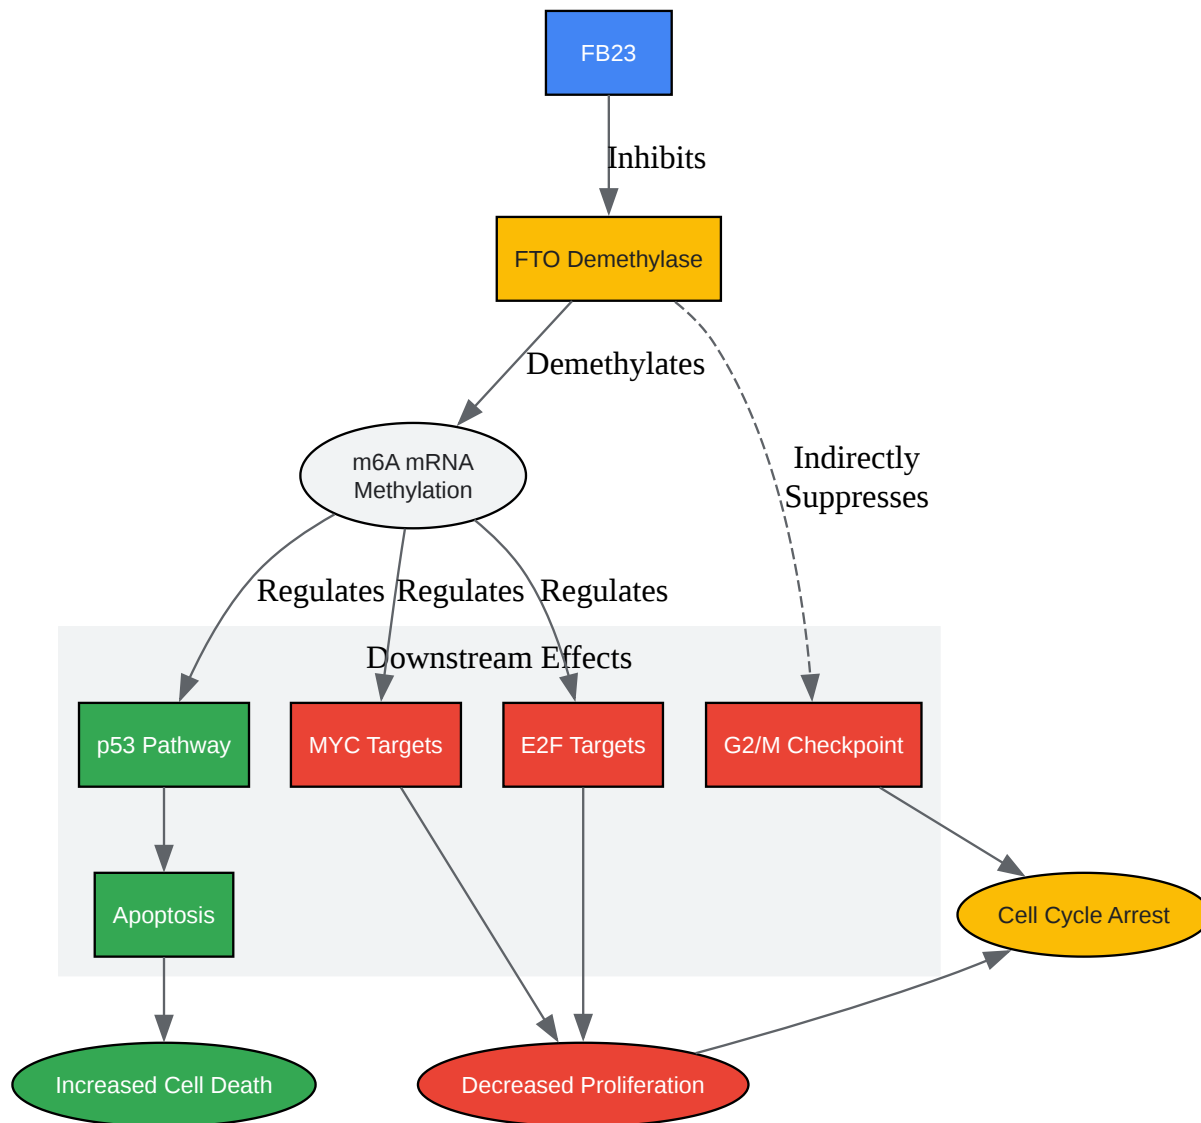 FB23
Inhibits
FTO Demethylase
Demethylates
Indirectly
Suppresses
m6A mRNA
Methylation
Regulates
Regulates
Regulates
Downstream Effects
p53 Pathway
MYC Targets
E2F Targets
G2/M Checkpoint
Apoptosis
Cell Cycle Arrest
Increased Cell Death
Decreased Proliferation